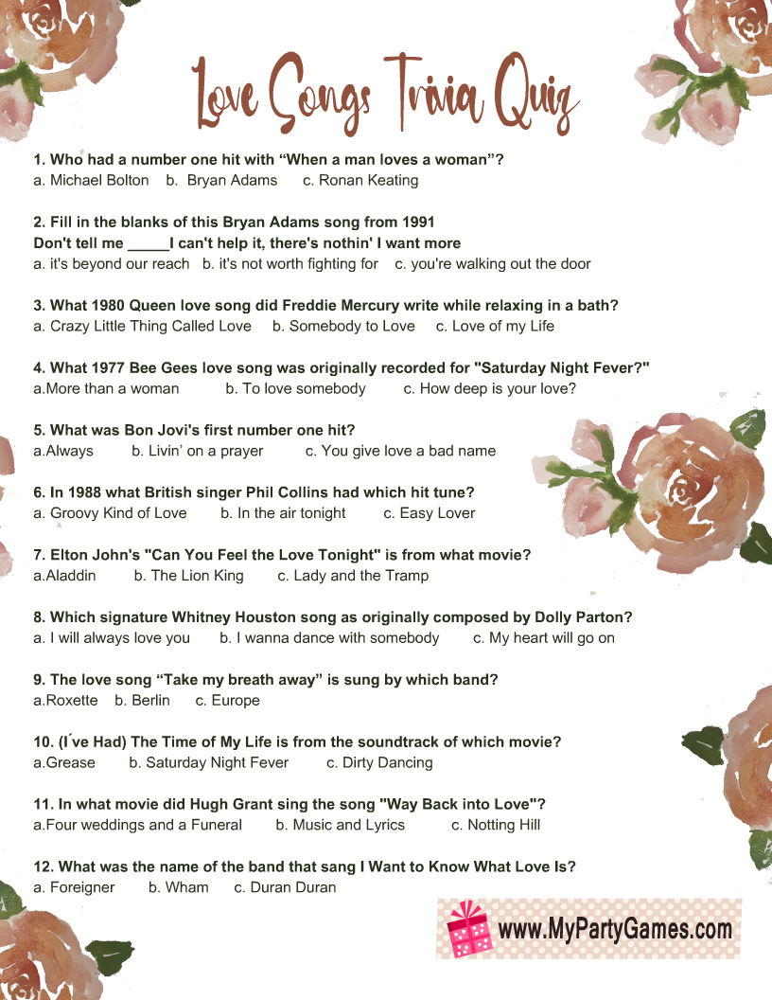 Love Songs Trivia Quiz
1. Who had a number one hit with “When a man loves a woman”?
a. Michael Bolton b. Bryan Adams c. Ronan Keating
2. Fill in the blanks of this Bryan Adams song from 1991
Don't tell me _____I can't help it, there's nothin' I want more
a. it's beyond our reach b. it's not worth fighting for c. you're walking out the door
3. What 1980 Queen love song did Freddie Mercury write while relaxing in a bath?
a. Crazy Little Thing Called Love b. Somebody to Love c. Love of my Life
4. What 1977 Bee Gees love song was originally recorded for "Saturday Night Fever?"
a.More than a woman b. To love somebody c. How deep is your love?
5. What was Bon Jovi's first number one hit?
a.Always b. Livin’ on a prayer c. You give love a bad name
6. In 1988 what British singer Phil Collins had which hit tune?
a. Groovy Kind of Love b. In the air tonight c. Easy Lover
7. Elton John's "Can You Feel the Love Tonight" is from what movie?
a.Aladdin b. The Lion King c. Lady and the Tramp
8. Which signature Whitney Houston song as originally composed by Dolly Parton?
a. I will always love you b. I wanna dance with somebody c. My heart will go on
9. The love song “Take my breath away” is sung by which band?
a.Roxette b. Berlin c. Europe
10. (I´ve Had) The Time of My Life is from the soundtrack of which movie?
a.Grease b. Saturday Night Fever c. Dirty Dancing
11. In what movie did Hugh Grant sing the song "Way Back into Love"?
a.Four weddings and a Funeral b. Music and Lyrics c. Notting Hill
12. What was the name of the band that sang I Want to Know What Love Is?
a. Foreigner b. Wham c. Duran Duran
www.MyPartyGames.com